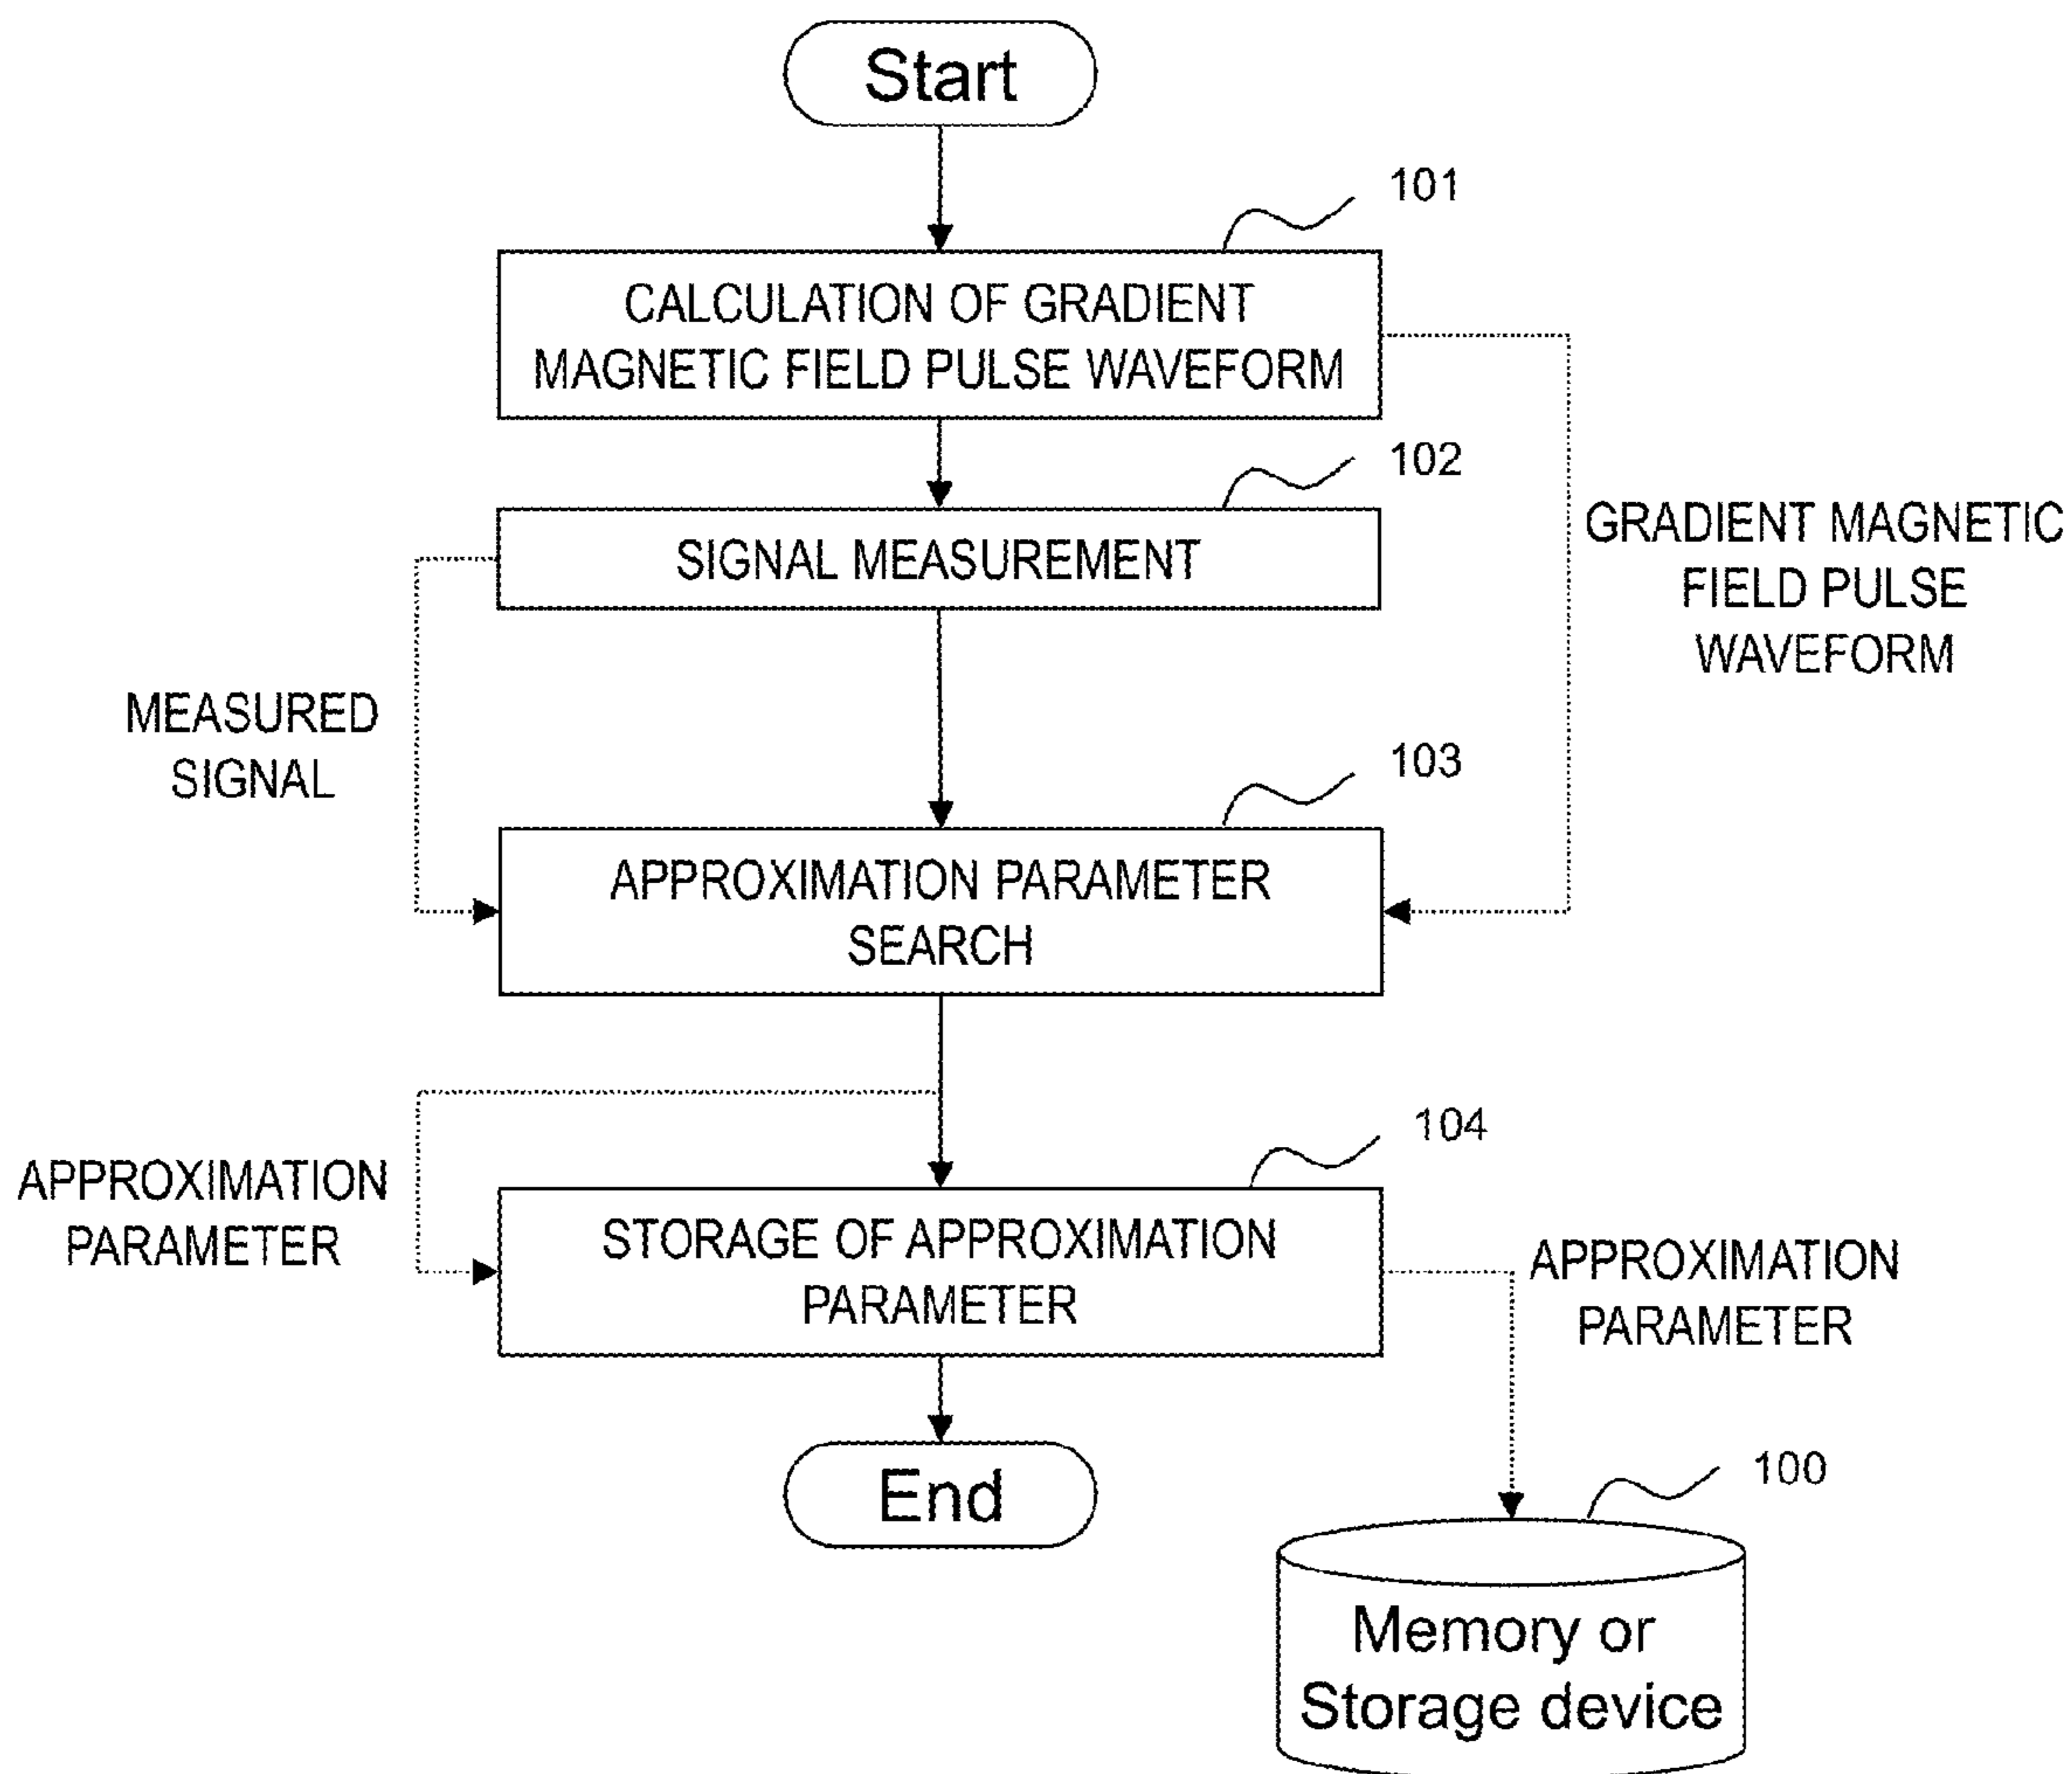 Start
101
CALCULATION OF GRADIENT
MAGNETIC FIELD PULSE WAVEFORM
102
SIGNAL MEASUREMENT
GRADIENT MAGNETIC
FIELD PULSE
WAVEFORM
MEASURED
SIGNAL
103
APPROXIMATION PARAMETER
SEARCH
104
APPROXIMATION
PARAMETER
STORAGE OF APPROXIMATION
PARAMETER
APPROXIMATION
PARAMETER
End
100
Memory or
Storage device